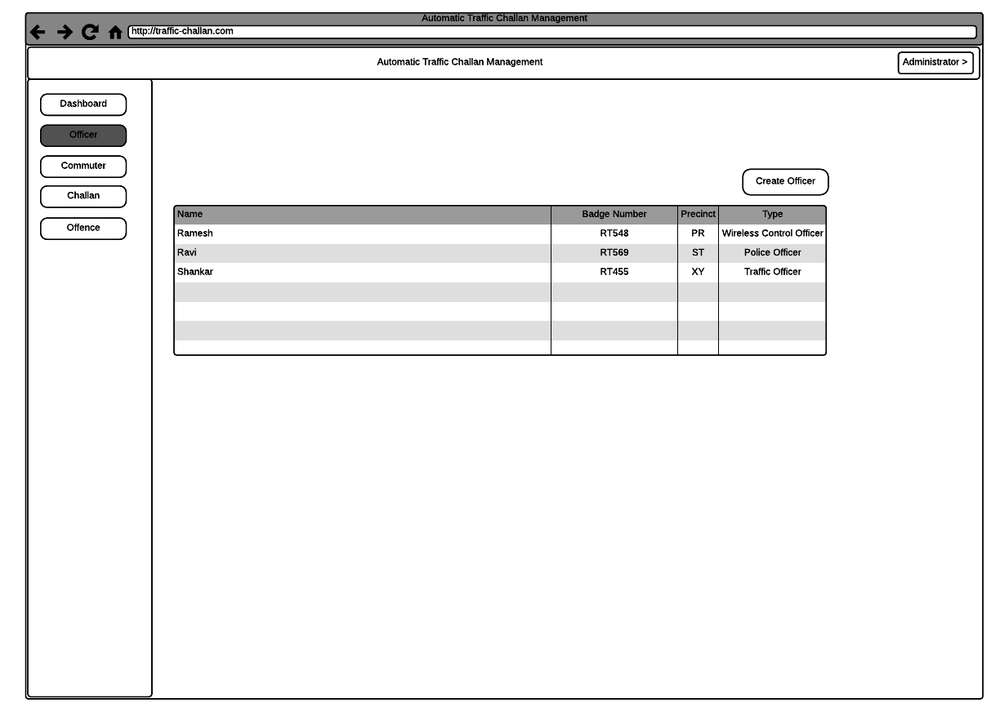 Automatic Traffic Challan Management
http://traffic-challan.com
Automatic Traffic Challan Management
Administrator >
Dashboard
Officer
Commuter
Challan
Offence
Create Officer
Name Badge Number Precinct Type
Ramesh RT548 PR Wireless Control Officer
Ravi RT569 ST Police Officer
Shankar RT455 XY Traffic Officer